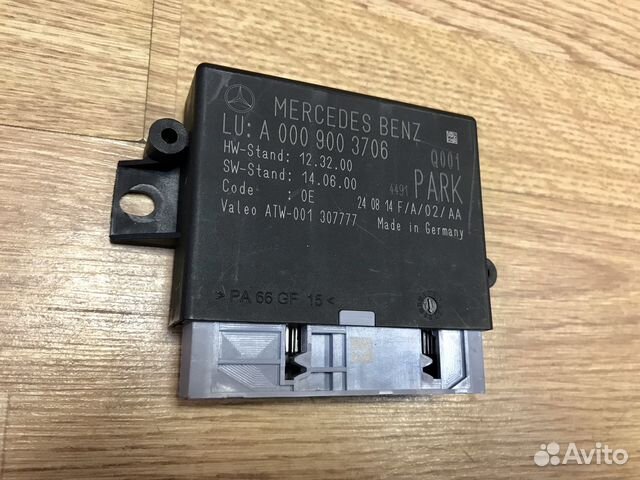 MERCEDES BENZ
LU: A 000 900 3706
HW-Stand: 12.32.00
Q001
SW-Stand: 14.06.00
4491 PARK
Code : 0E
24 08 14 F/A/02/AA
Valeo ATW-001 307777
Made in Germany
> PA 66 GF 15 <
Avito